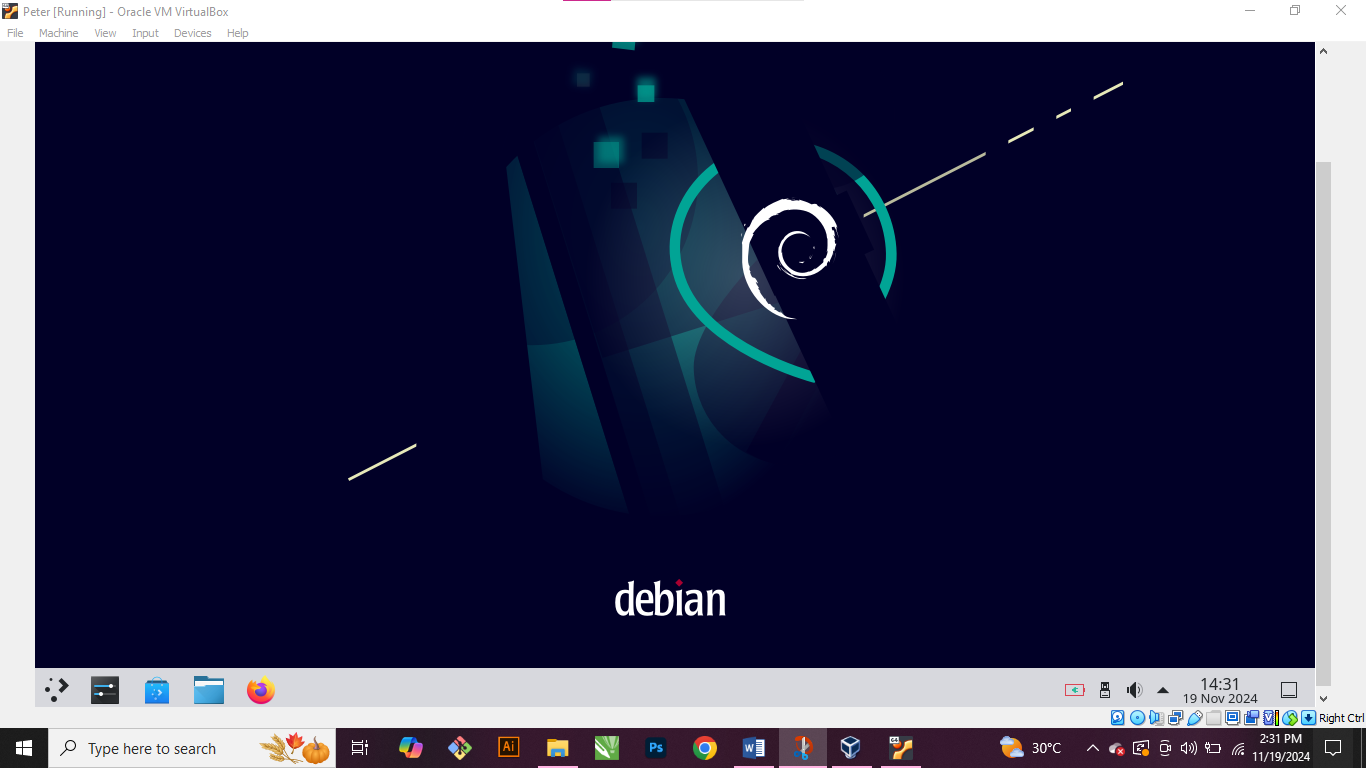 Peter [Running] - Oracle VM VirtualBox
File Machine View Input Devices Help
debian
14:31
19 Nov 2024
Right Ctrl
Type here to search
Ai
Ps
W
30°C
2:31 PM
11/19/2024